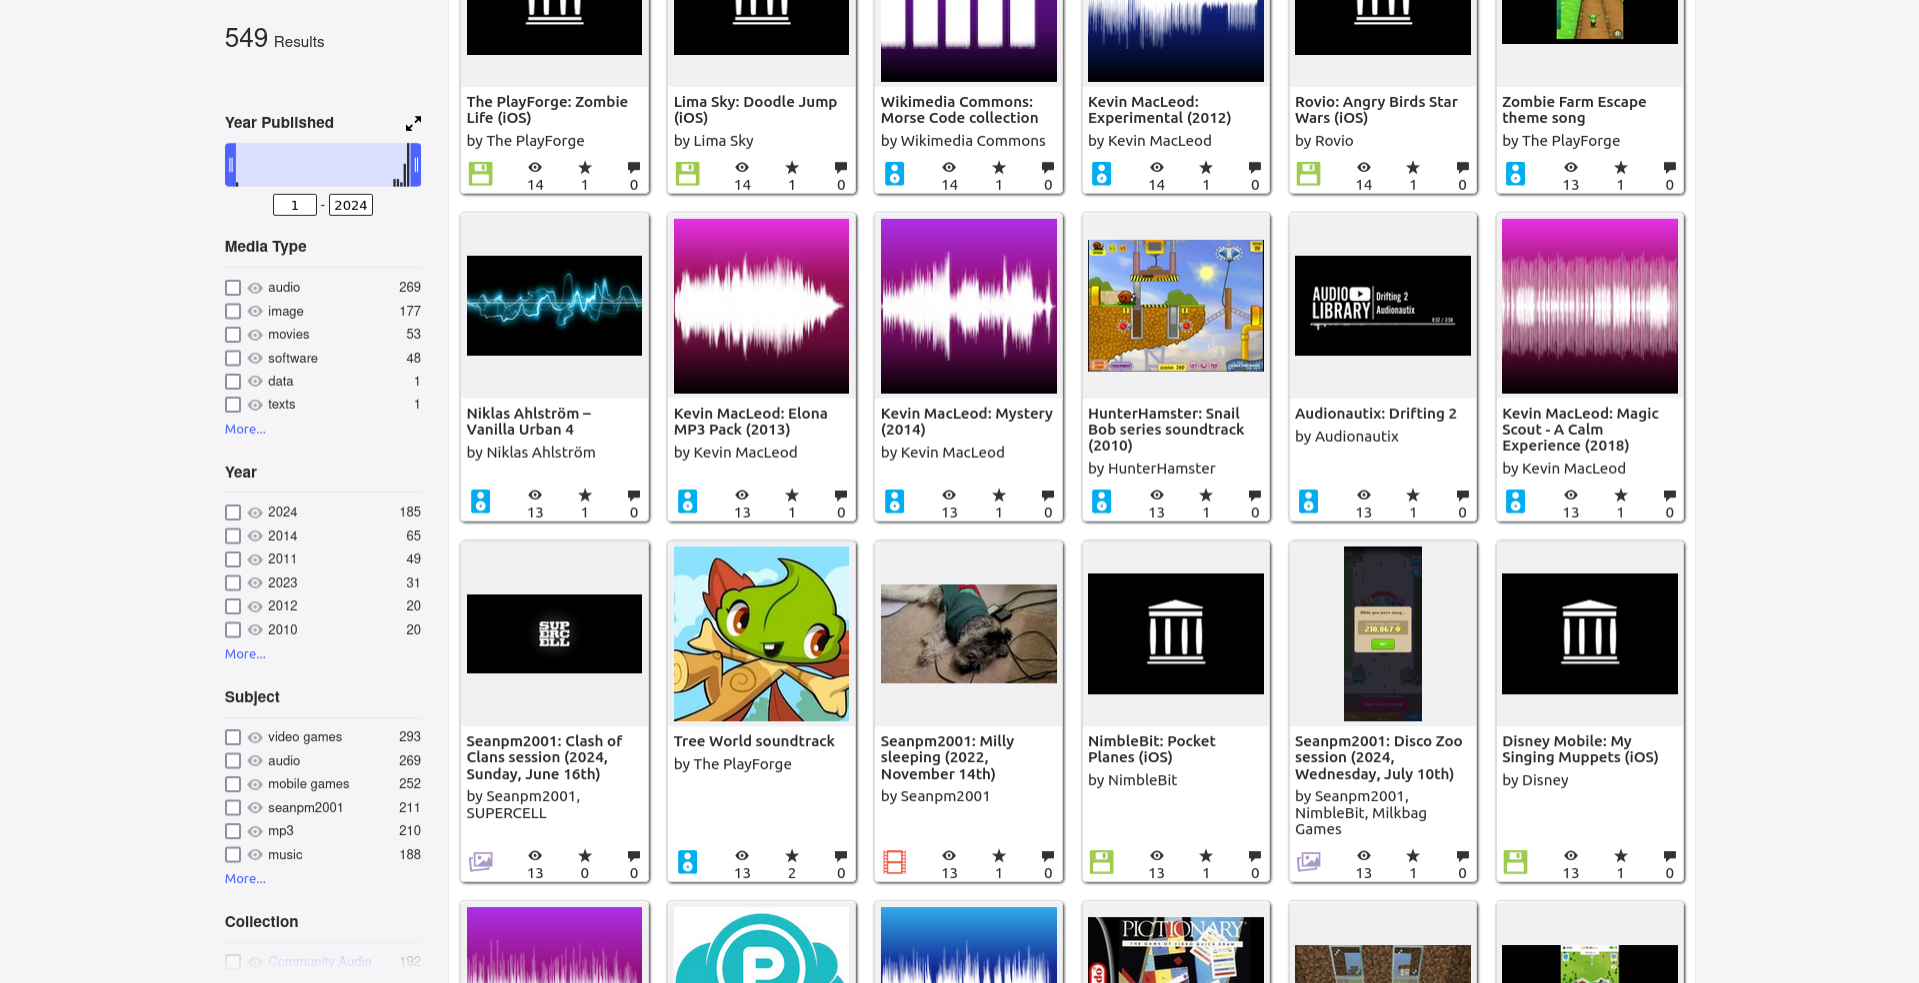 549 Results
Year Published
1 - 2024
Media Type
audio 269
image 177
movies 53
software 48
data 1
texts 1
More...
Year
2024 185
2014 65
2011 49
2023 31
2012 20
2010 20
More...
Subject
video games 293
audio 269
mobile games 252
seanpm2001 211
mp3 210
music 188
More...
Collection
Community Audio 192
The PlayForge: Zombie
Life (iOS)
by The PlayForge
14 1 0
Lima Sky: Doodle Jump
(iOS)
by Lima Sky
14 1 0
Wikimedia Commons:
Morse Code collection
by Wikimedia Commons
14 1 0
Kevin MacLeod:
Experimental (2012)
by Kevin MacLeod
14 1 0
Rovio: Angry Birds Star
Wars (iOS)
by Rovio
14 1 0
Zombie Farm Escape
theme song
by The PlayForge
13 1 0
Niklas Ahlström –
Vanilla Urban 4
by Niklas Ahlström
13 1 0
Kevin MacLeod: Elona
MP3 Pack (2013)
by Kevin MacLeod
13 1 0
Kevin MacLeod: Mystery
(2014)
by Kevin MacLeod
13 1 0
HunterHamster: Snail
Bob series soundtrack
(2010)
by HunterHamster
13 1 0
AUDIO
LIBRARY
Drifting 2
Audionautix
Audionautix: Drifting 2
by Audionautix
13 1 0
Kevin MacLeod: Magic
Scout - A Calm
Experience (2018)
by Kevin MacLeod
13 1 0
SUP
ERC
ELL
Seanpm2001: Clash of
Clans session (2024,
Sunday, June 16th)
by Seanpm2001,
SUPERCELL
13 0 0
Tree World soundtrack
by The PlayForge
13 2 0
Seanpm2001: Milly
sleeping (2022,
November 14th)
by Seanpm2001
13 1 0
NimbleBit: Pocket
Planes (iOS)
by NimbleBit
13 1 0
While you were away...
210,867
Seanpm2001: Disco Zoo
session (2024,
Wednesday, July 10th)
by Seanpm2001,
NimbleBit, Milkbag
Games
13 1 0
Disney Mobile: My
Singing Muppets (iOS)
by Disney
13 1 0
P
PICTIONARY
THE GAME OF VIDEO QUICK DRAW